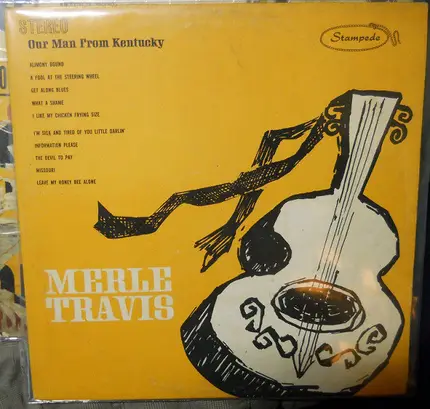 STEREO
Our Man From Kentucky
Stampede
ALIMONY BOUND
A FOOL AT THE STEERING WHEEL
GET ALONG BLUES
WHAT A SHAME
I LIKE MY CHICKEN FRYING SIZE
I'M SICK AND TIRED OF YOU LITTLE DARLIN'
INFORMATION PLEASE
THE DEVIL TO PAY
MISSOURI
LEAVE MY HONEY BEE ALONE
MERLE
TRAVIS